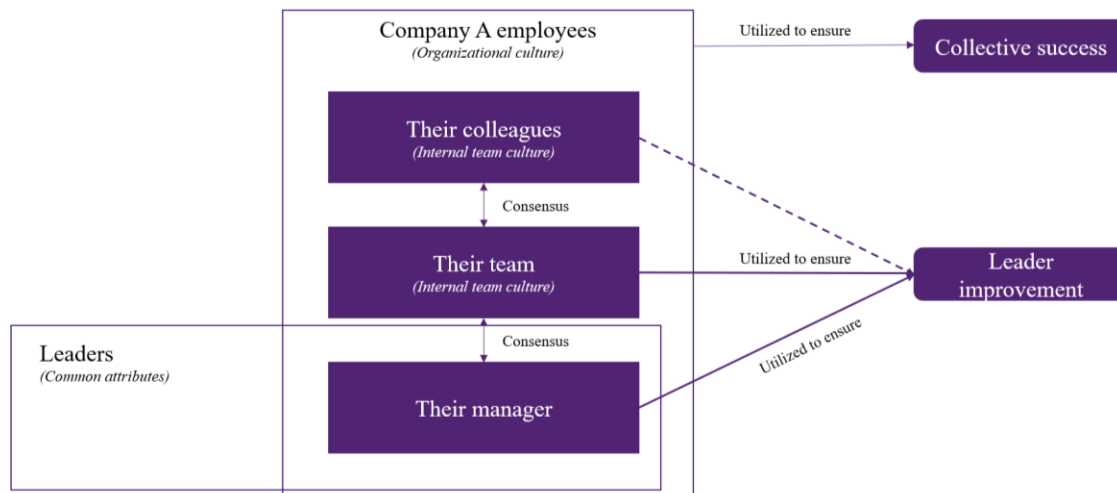 Company A employees
(Organizational culture)
Utilized to ensure
Collective success
Their colleagues
(Internal team culture)
Consensus
Their team
(Internal team culture)
Utilized to ensure
Leader
improvement
Consensus
Leaders
(Common attributes)
Utilized to ensure
Their manager